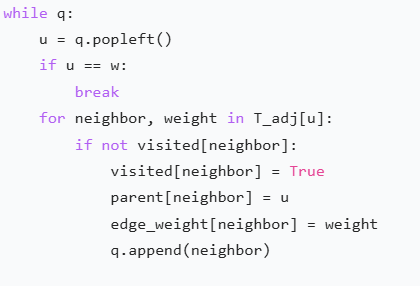 while q:
    u = q.popleft()
    if u == w:
        break
    for neighbor, weight in T_adj[u]:
        if not visited[neighbor]:
            visited[neighbor] = True
            parent[neighbor] = u
            edge_weight[neighbor] = weight
            q.append(neighbor)